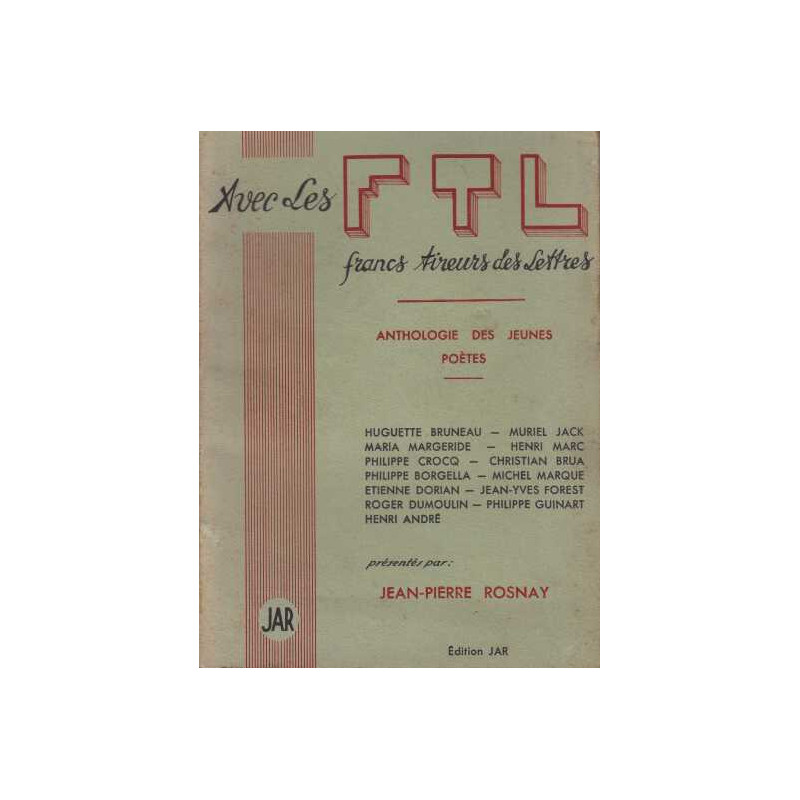 Avec Les FTL
francs tireurs des Lettres
ANTHOLOGIE DES JEUNES
POÈTES
HUGUETTE BRUNEAU — MURIEL JACK
MARIA MARGERIDE — HENRI MARC
PHILIPPE CROCQ — CHRISTIAN BRUA
PHILIPPE BORGELLA — MICHEL MARQUE
ETIENNE DORIAN — JEAN-YVES FOREST
ROGER DUMOULIN — PHILIPPE GUINART
HENRI ANDRÉ
présentés par :
JEAN-PIERRE ROSNAY
JAR
Édition JAR